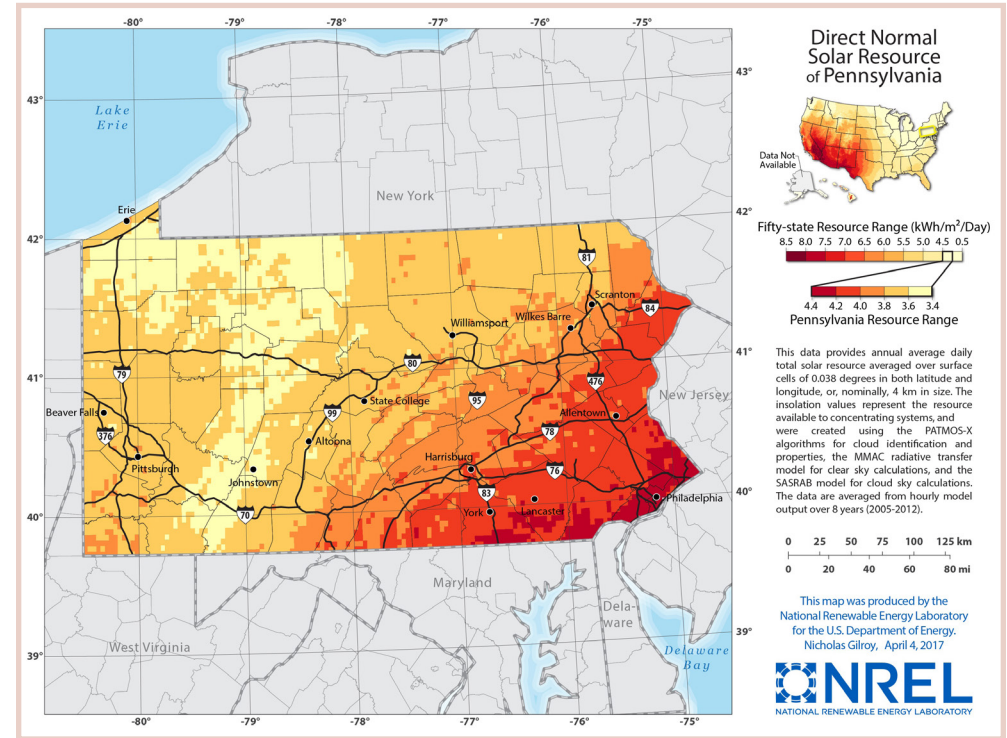 -80° -79° -78° -77° -76° -75°
Direct Normal
Solar Resource
of Pennsylvania
43° 43°
Lake
Erie
Data Not
Available
New York
Erie
42° 42°
Fifty-state Resource Range (kWh/m²/Day)
8.5 8.0 7.5 7.0 6.5 6.0 5.5 5.0 4.5 0.5
81
4.4 4.2 4.0 3.8 3.6 3.4
Pennsylvania Resource Range
Scranton
84
Wilkes Barre
Williamsport
80
41° 41°
79
476
State College
95
New Jersey
Beaver Falls
99
Allentown
376
78
Altoona
Harrisburg
Pittsburgh
76
Johnstown
83
40° 40°
Philadelphia
York
Lancaster
70
This data provides annual average daily
total solar resource averaged over surface
cells of 0.038 degrees in both latitude and
longitude, or, nominally, 4 km in size. The
insolation values represent the resource
available to concentrating systems, and
were created using the PATMOS-X
algorithms for cloud identification and
properties, the MMAC radiative transfer
model for clear sky calculations, and the
SASRAB model for cloud sky calculations.
The data are averaged from hourly model
output over 8 years (2005-2012).
0 25 50 75 100 125 km
0 20 40 60 80 mi
Maryland
Dela-
ware
West Virginia
39° 39°
Delaware
Bay
This map was produced by the
National Renewable Energy Laboratory
for the U.S. Department of Energy.
Nicholas Gilroy, April 4, 2017
NREL
NATIONAL RENEWABLE ENERGY LABORATORY
-80° -79° -78° -77° -76° -75°